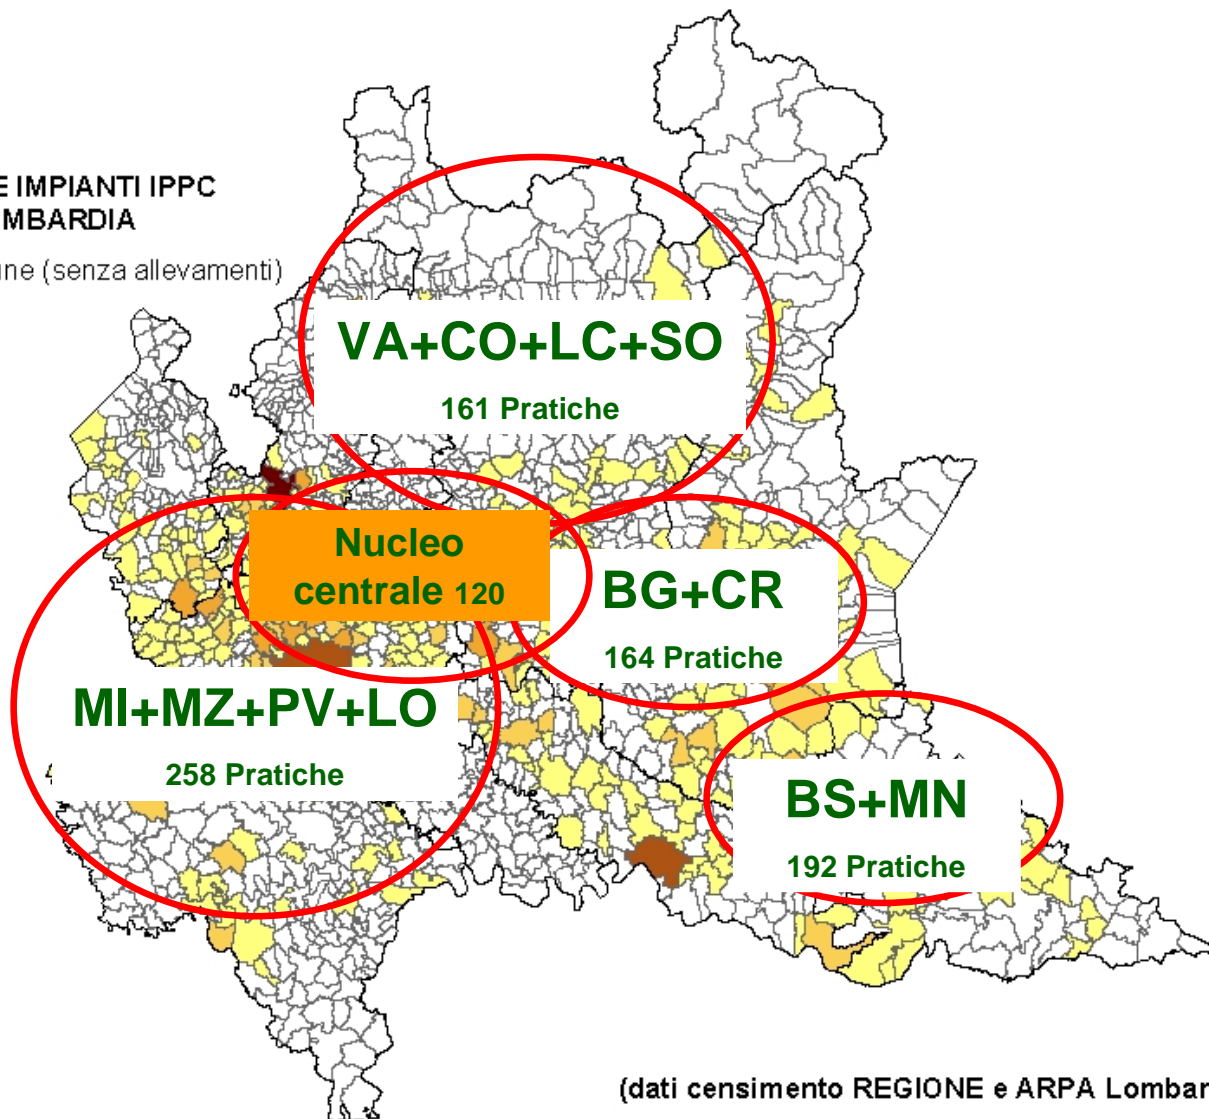 E IMPIANTI IPPC
MBARDIA
ne (senza allevamenti)
VA+CO+LC+SO
161 Pratiche
Nucleo
centrale 120
BG+CR
164 Pratiche
MI+MZ+PV+LO
258 Pratiche
BS+MN
192 Pratiche
(dati censimento REGIONE e ARPA Lombar